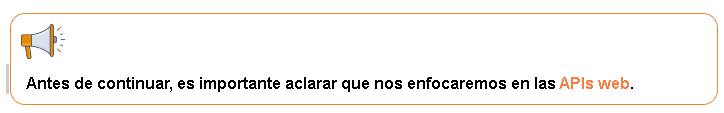 Antes de continuar, es importante aclarar que nos enfocaremos en las APIs web.